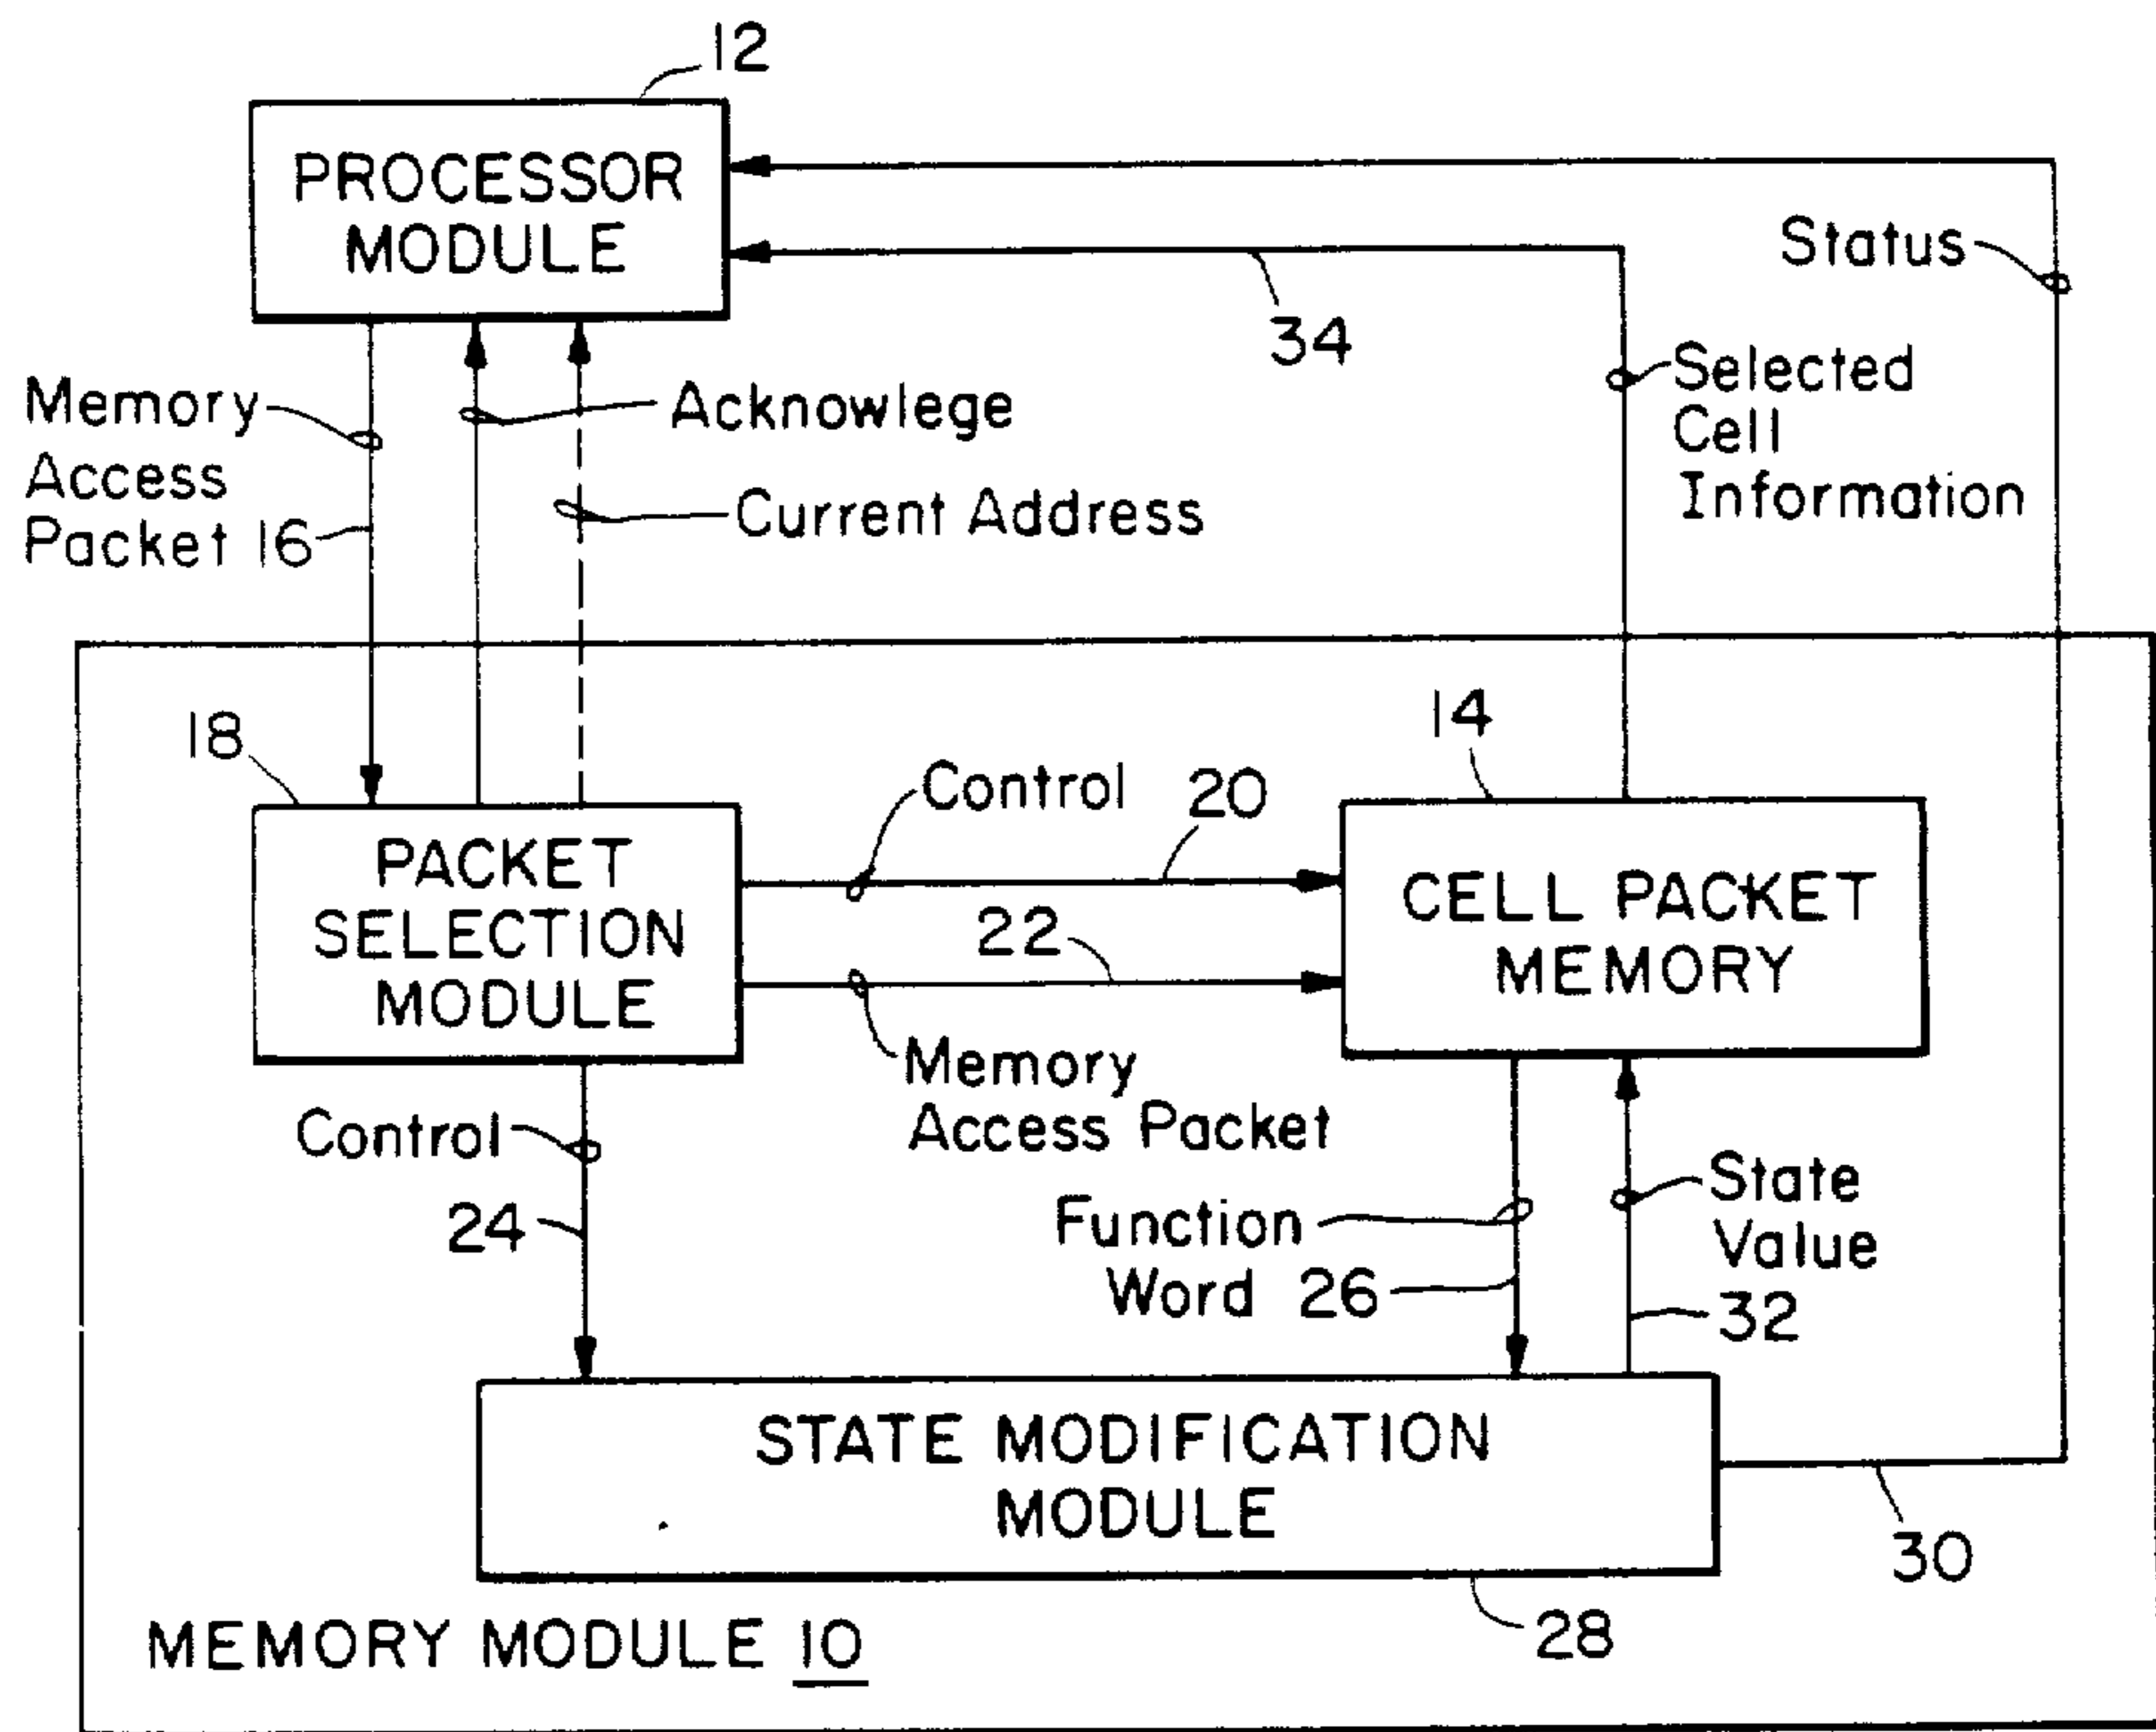 12
PROCESSOR
MODULE
Status
34
Selected
Cell
Information
Memory
Access
Packet 16
Acknowlege
Current Address
18
14
Control
20
PACKET
SELECTION
MODULE
CELL PACKET
MEMORY
22
Memory
Access Packet
Control
24
Function
Word 26
State
Value
32
STATE MODIFICATION
MODULE
30
28
MEMORY MODULE 10